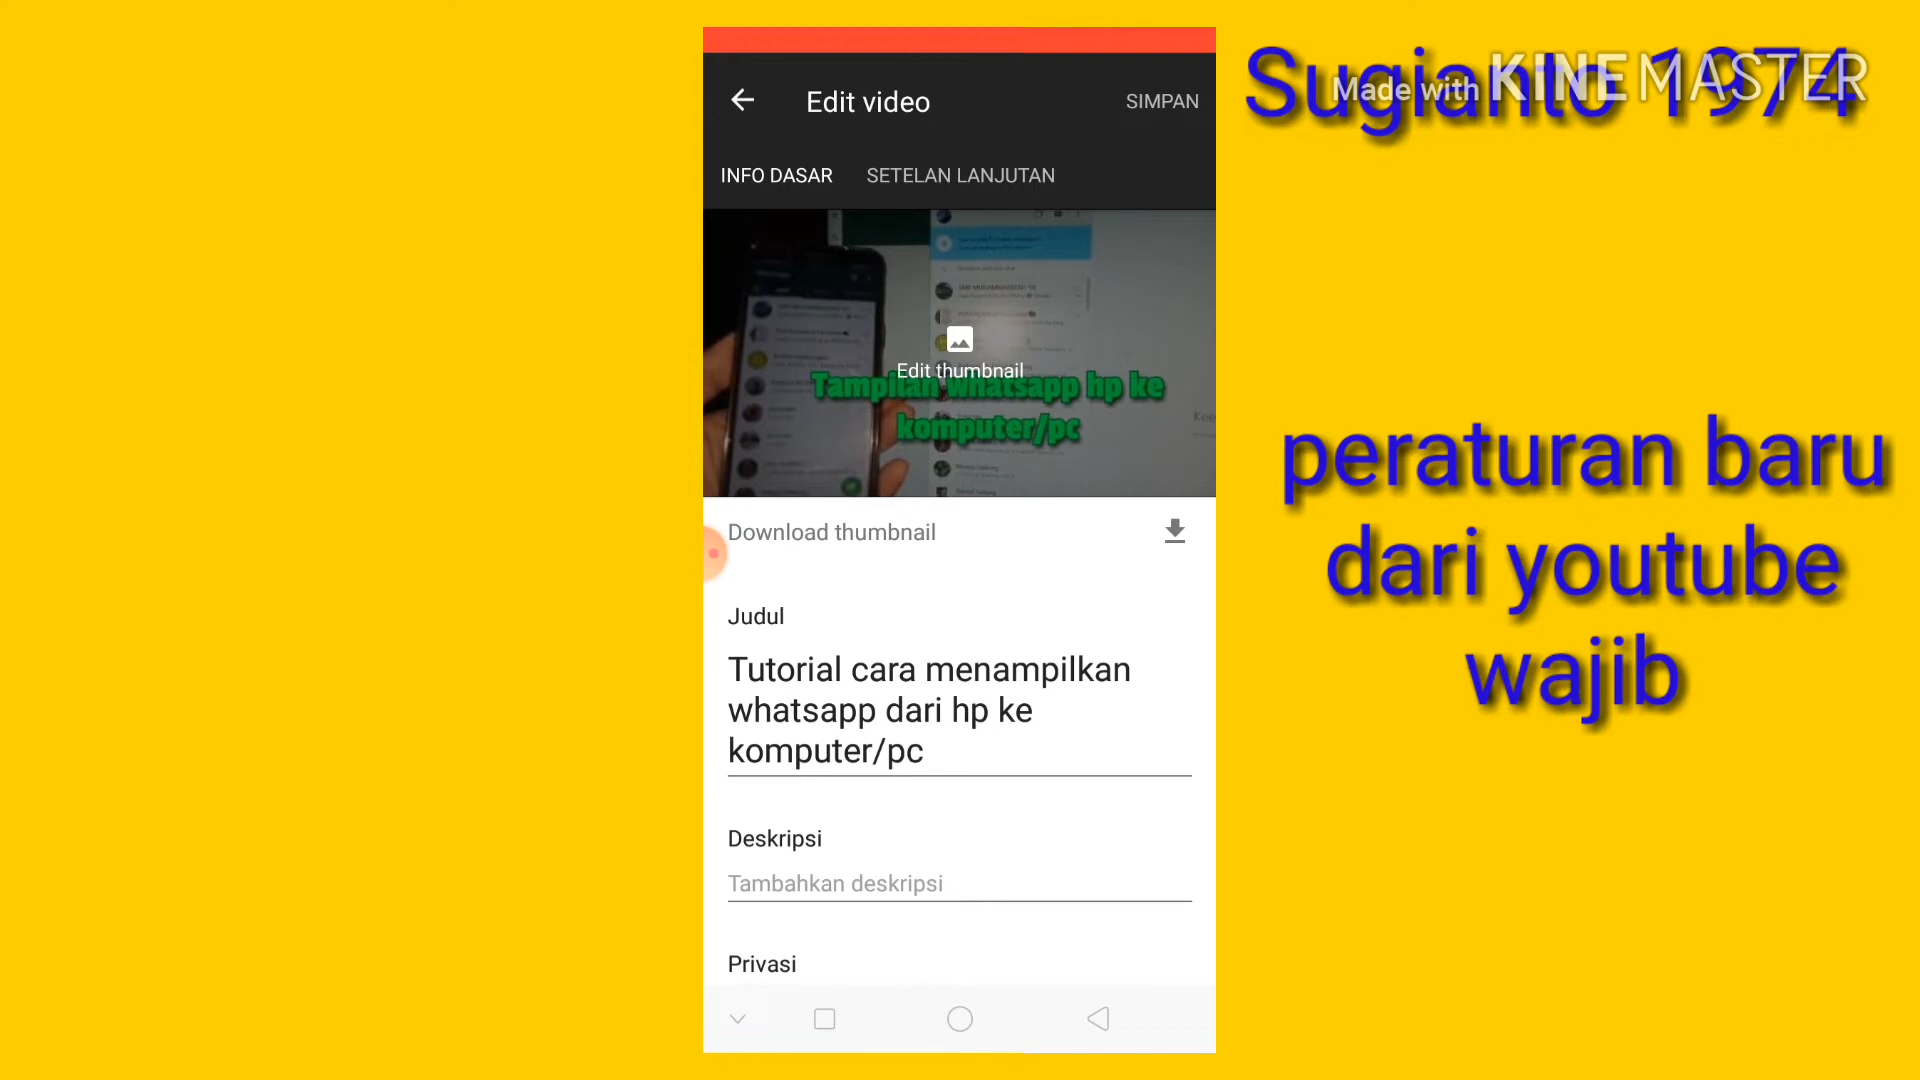 Sugianto 1974
Made with KINEMASTER
Edit video
SIMPAN
INFO DASAR
SETELAN LANJUTAN
Edit thumbnail
Tampilan whatsapp hp ke
komputer/pc
Download thumbnail
Judul
Tutorial cara menampilkan
whatsapp dari hp ke
komputer/pc
Deskripsi
Tambahkan deskripsi
Privasi
peraturan baru
dari youtube
wajib